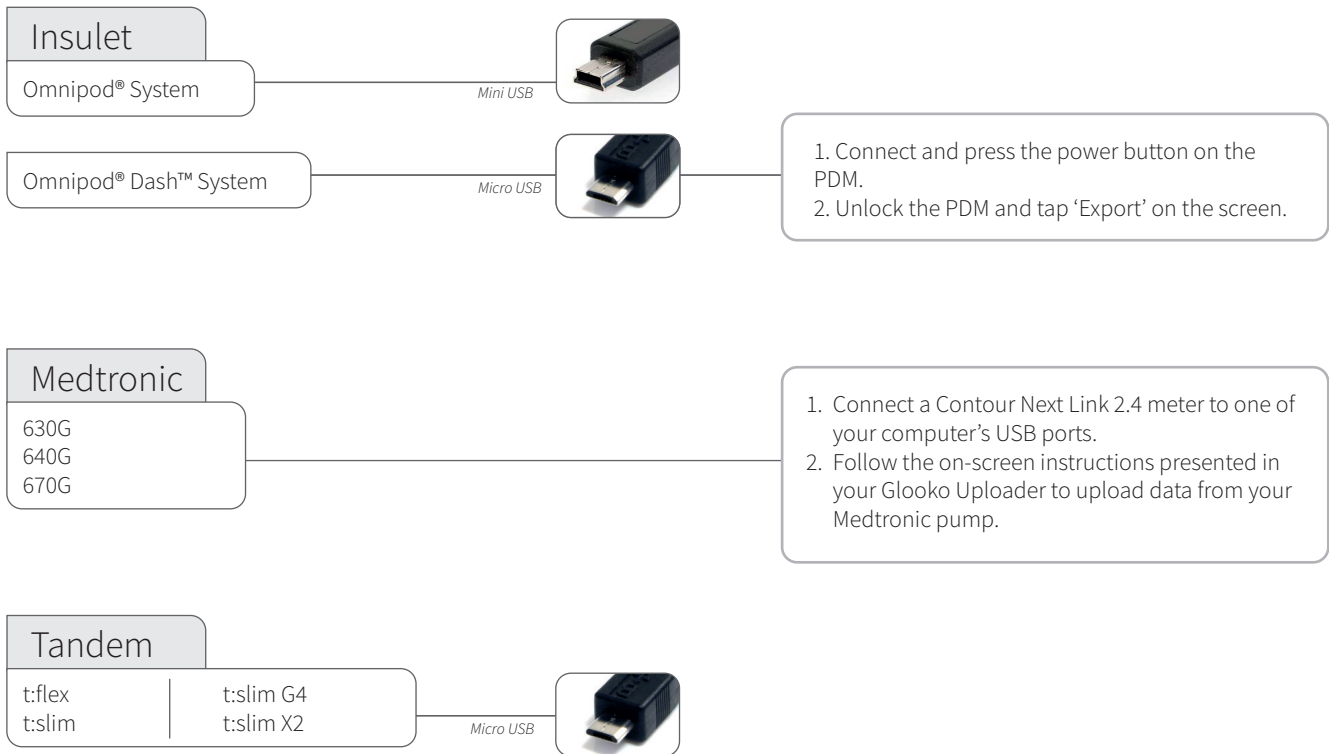 Insulet
Omnipod® System
Mini USB
Omnipod® Dash™ System
Micro USB
1. Connect and press the power button on the
PDM.
2. Unlock the PDM and tap ‘Export’ on the screen.
Medtronic
630G
640G
670G
1. Connect a Contour Next Link 2.4 meter to one of
your computer’s USB ports.
2. Follow the on-screen instructions presented in
your Glooko Uploader to upload data from your
Medtronic pump.
Tandem
t:flex
t:slim
t:slim G4
t:slim X2
Micro USB